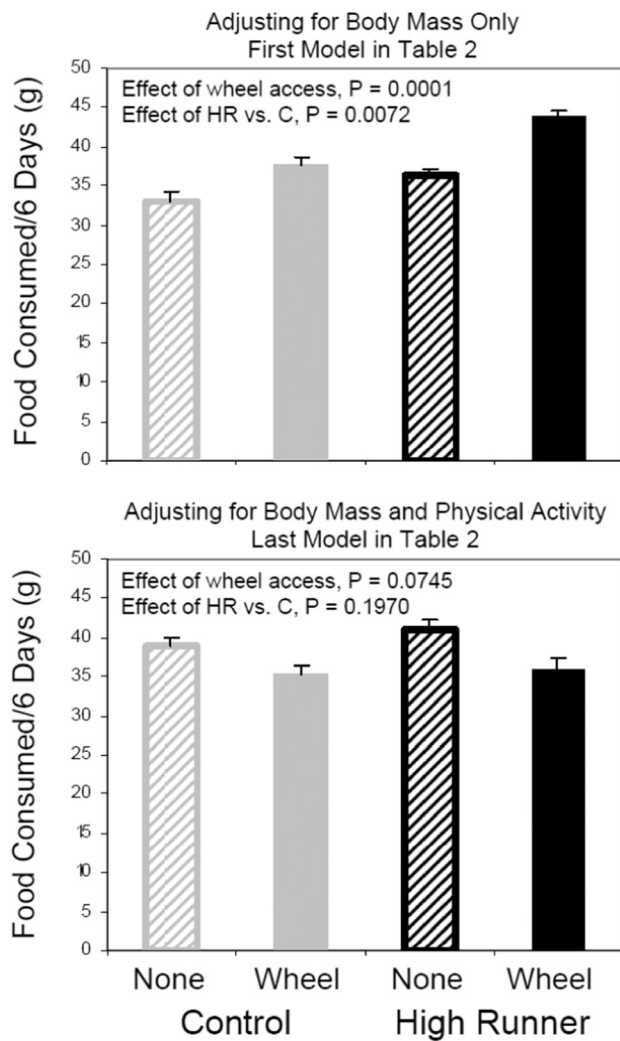 Adjusting for Body Mass Only
First Model in Table 2
Food Consumed/6 Days (g)
50
45
40
35
30
25
20
15
10
5
0
Effect of wheel access, P = 0.0001
Effect of HR vs. C, P = 0.0072
Adjusting for Body Mass and Physical Activity
Last Model in Table 2
Food Consumed/6 Days (g)
50
45
40
35
30
25
20
15
10
5
0
Effect of wheel access, P = 0.0745
Effect of HR vs. C, P = 0.1970
None Wheel None Wheel
Control High Runner